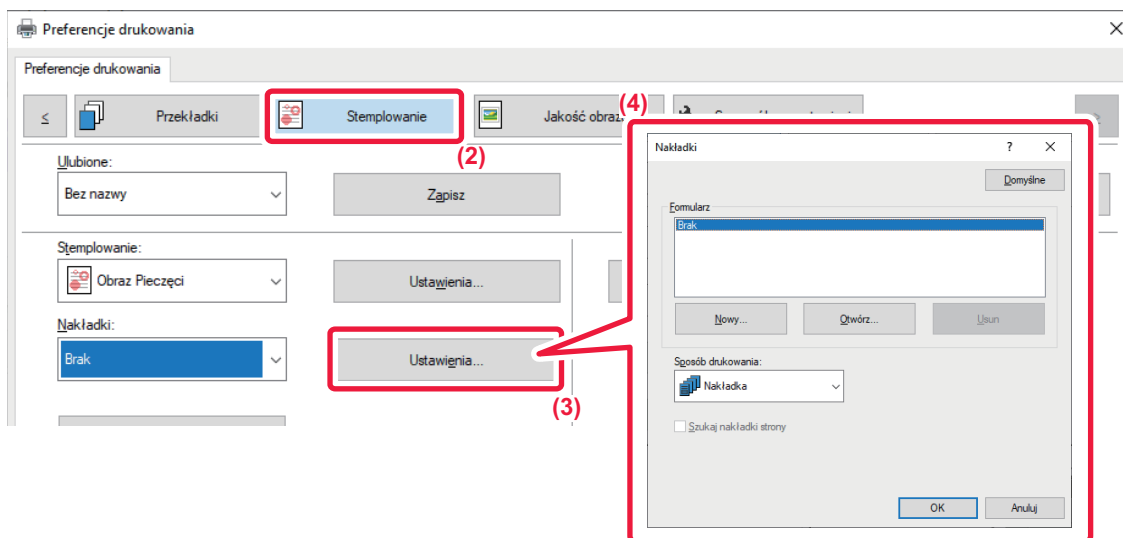 Preferencje drukowania
Preferencje drukowania
≤ Przekładki Stemplowanie Jakość obraz
(4)
(2)
Ulubione:
Bez nazwy Zapisz
Stemplowanie:
Obraz Pieczęci Ustawienia...
Nakładki:
Brak Ustawienia...
(3)
Nakładki ?
Domyślne
Formularz
Brak
Nowy... Otwórz... Usun
Sposób drukowania:
Nakładka
Szukaj nakładki strony
OK Anuluj